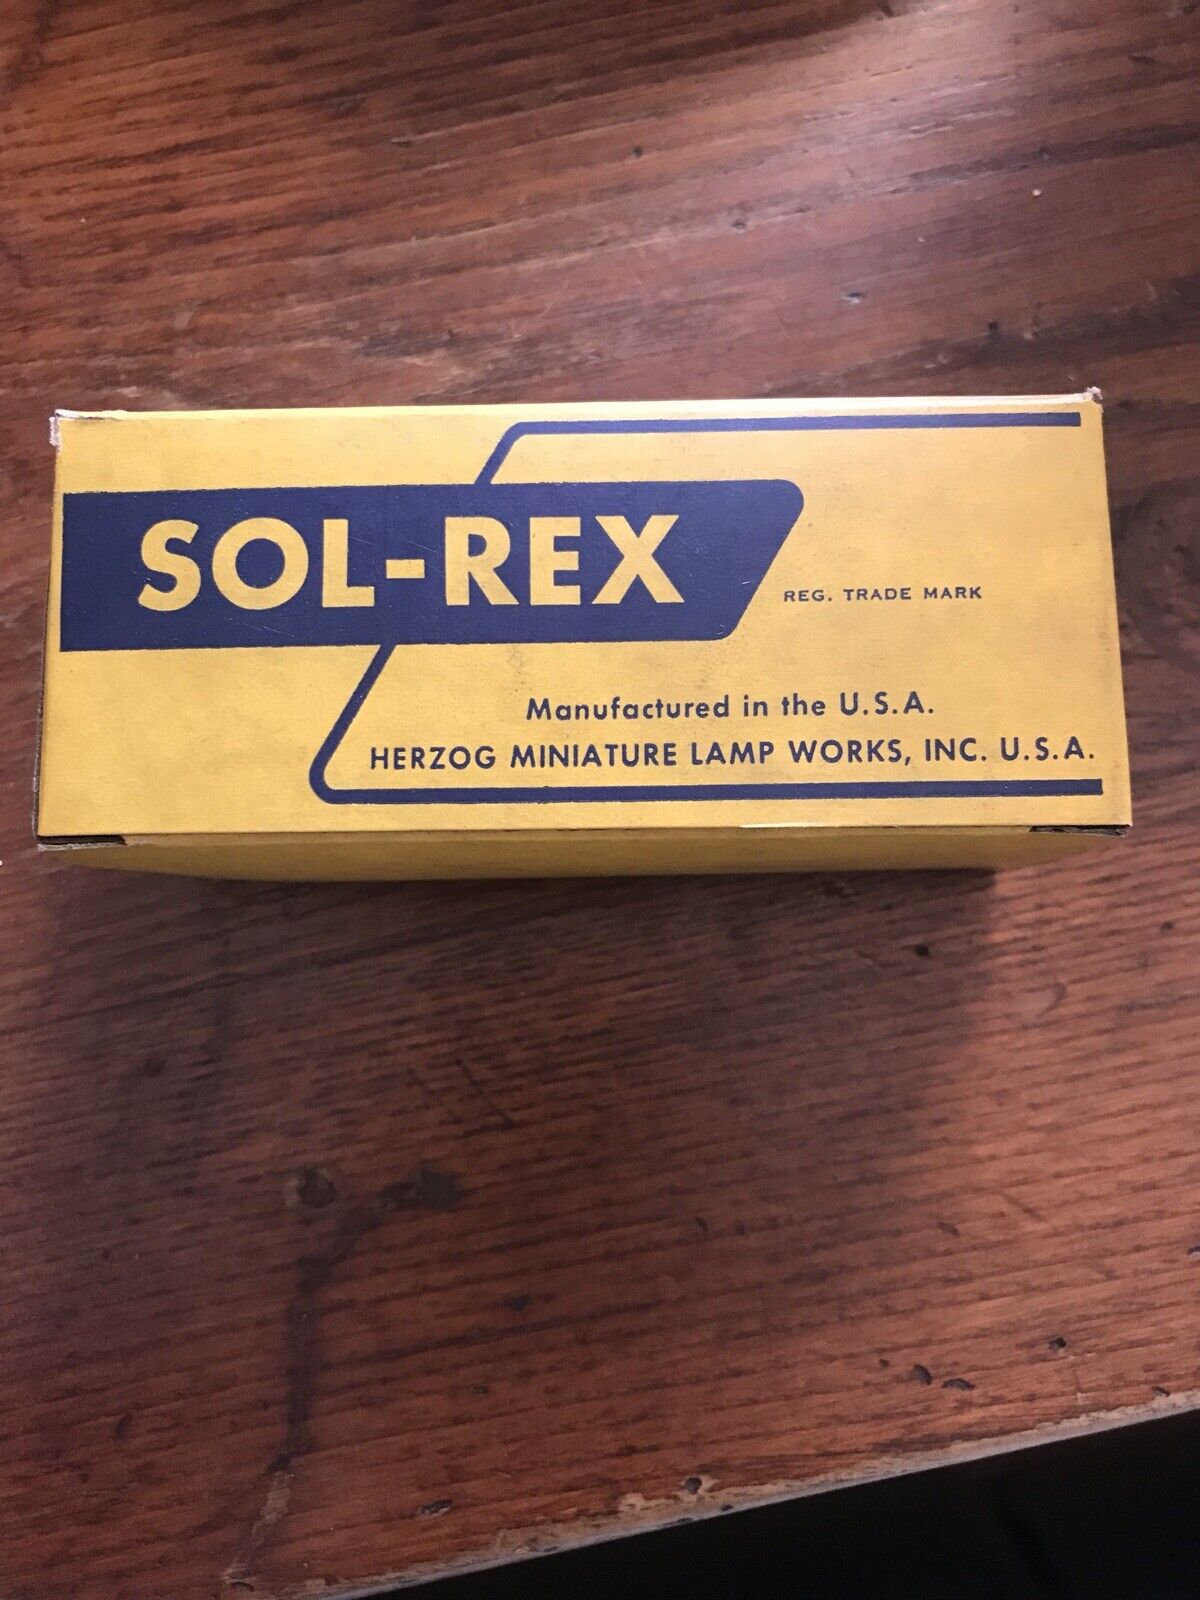 SOL-REX
REG. TRADE MARK
Manufactured in the U.S.A.
HERZOG MINIATURE LAMP WORKS, INC. U.S.A.